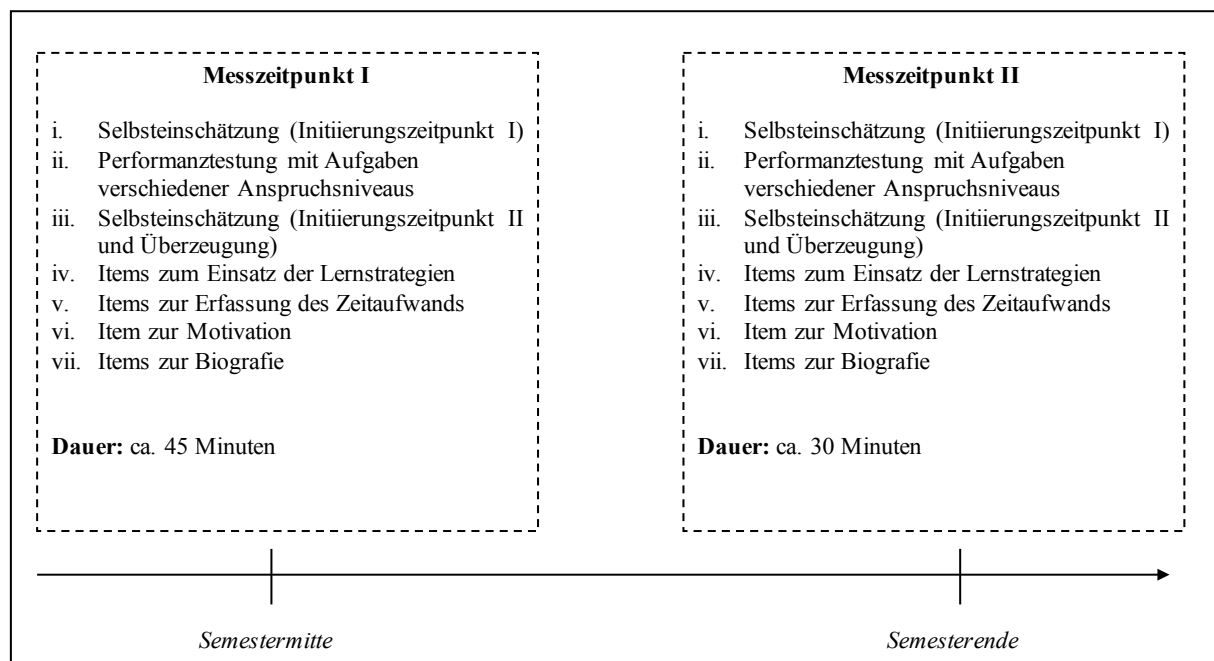 Messzeitpunkt I
i. Selbsteinschätzung (Initiierungszeitpunkt I)
ii. Performanztestung mit Aufgaben
verschiedener Anspruchsniveaus
iii. Selbsteinschätzung (Initiierungszeitpunkt II
und Überzeugung)
iv. Items zum Einsatz der Lernstrategien
v. Items zur Erfassung des Zeitaufwands
vi. Item zur Motivation
vii. Items zur Biografie
Dauer: ca. 45 Minuten
Messzeitpunkt II
i. Selbsteinschätzung (Initiierungszeitpunkt I)
ii. Performanztestung mit Aufgaben
verschiedener Anspruchsniveaus
iii. Selbsteinschätzung (Initiierungszeitpunkt II
und Überzeugung)
iv. Items zum Einsatz der Lernstrategien
v. Items zur Erfassung des Zeitaufwands
vi. Item zur Motivation
vii. Items zur Biografie
Dauer: ca. 30 Minuten
Semestermitte
Semesterende